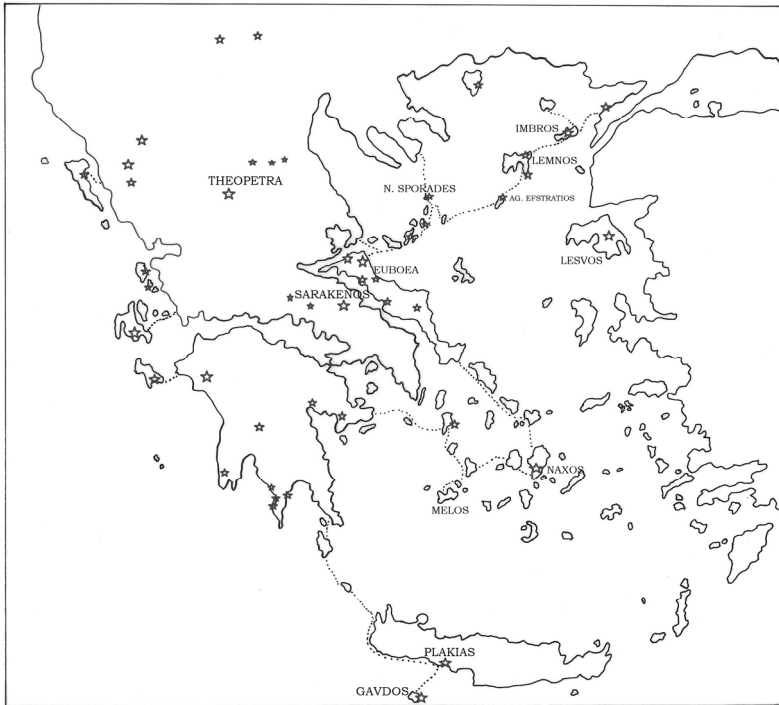 IMBROS
LEMNOS
THEOPETRA
N. SPORADES
AG. EFSTRATIOS
LESVOS
EUBOEA
SARAKENOS
NAXOS
MELOS
PLAKIAS
GAVDOS